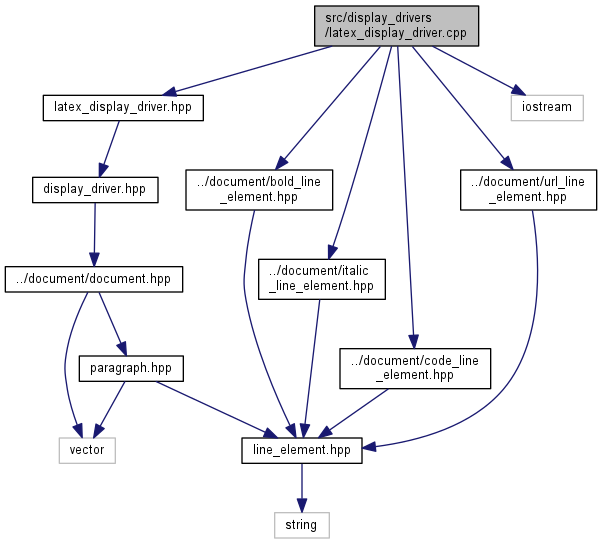 src/display_drivers
/latex_display_driver.cpp
latex_display_driver.hpp
iostream
display_driver.hpp
../document/bold_line
_element.hpp
../document/url_line
_element.hpp
../document/document.hpp
../document/italic
_line_element.hpp
paragraph.hpp
../document/code_line
_element.hpp
vector
line_element.hpp
string